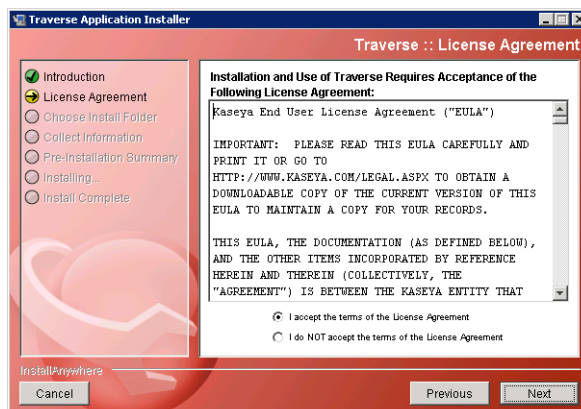 Traverse Application Installer
Traverse :: License Agreement
Introduction
License Agreement
Choose Install Folder
Collect Information
Pre-Installation Summary
Installing...
Install Complete
Installation and Use of Traverse Requires Acceptance of the
Following License Agreement:
Kaseya End User License Agreement ("EULA")
IMPORTANT:  PLEASE READ THIS EULA CAREFULLY AND
PRINT IT OR GO TO
HTTP://WWW.KASEYA.COM/LEGAL.ASPX TO OBTAIN A
DOWNLOADABLE COPY OF THE CURRENT VERSION OF THIS
EULA TO MAINTAIN A COPY FOR YOUR RECORDS.
THIS EULA, THE DOCUMENTATION (AS DEFINED BELOW),
AND THE OTHER ITEMS INCORPORATED BY REFERENCE
HEREIN AND THEREIN (COLLECTIVELY, THE
"AGREEMENT") IS BETWEEN THE KASEYA ENTITY THAT
I accept the terms of the License Agreement
I do NOT accept the terms of the License Agreement
InstallAnywhere
Cancel
Previous
Next